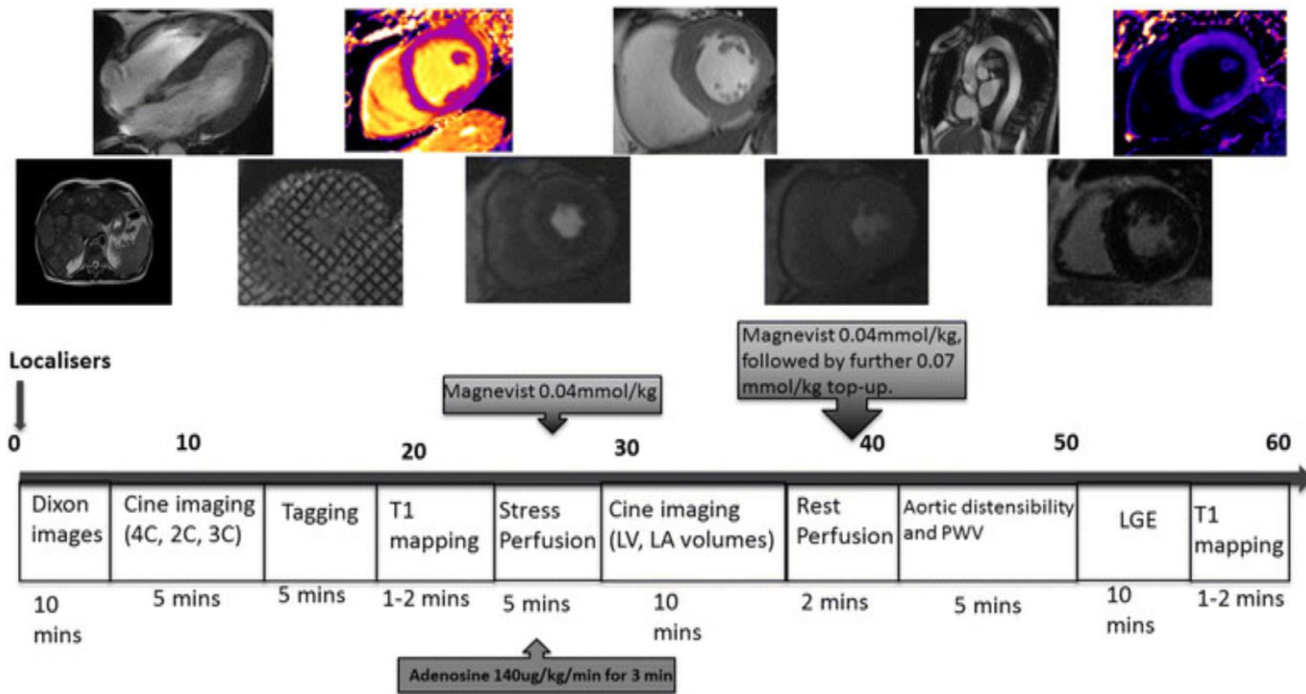 Localisers
Magnevist 0.04mmol/kg
Magnevist 0.04mmol/kg,
followed by further 0.07
mmol/kg top-up.
0
10
20
30
40
50
60
Dixon
images
Cine imaging
(4C, 2C, 3C)
Tagging
T1
mapping
Stress
Perfusion
Cine imaging
(LV, LA volumes)
Rest
Perfusion
Aortic distensibility
and PWV
LGE
T1
mapping
10
mins
5 mins
5 mins
1-2 mins
5 mins
10
mins
2 mins
5 mins
10
mins
1-2 mins
Adenosine 140ug/kg/min for 3 min